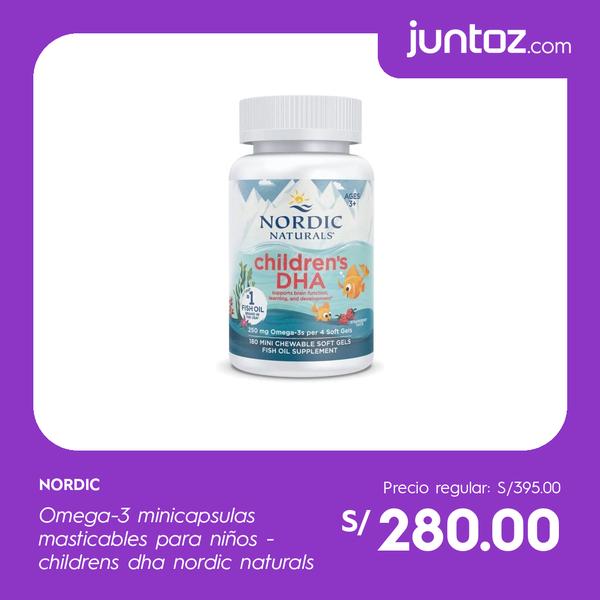 juntoz.com
AGES
3+
NORDIC
NATURALS®
children's
DHA
supports brain function,
learning, and development*
#1
FISH OIL
250 mg Omega-3s per 4 Soft Gels
180 MINI CHEWABLE SOFT GELS
FISH OIL SUPPLEMENT
NORDIC
Omega-3 minicapsulas
masticables para niños -
childrens dha nordic naturals
Precio regular: S/395.00
S/ 280.00